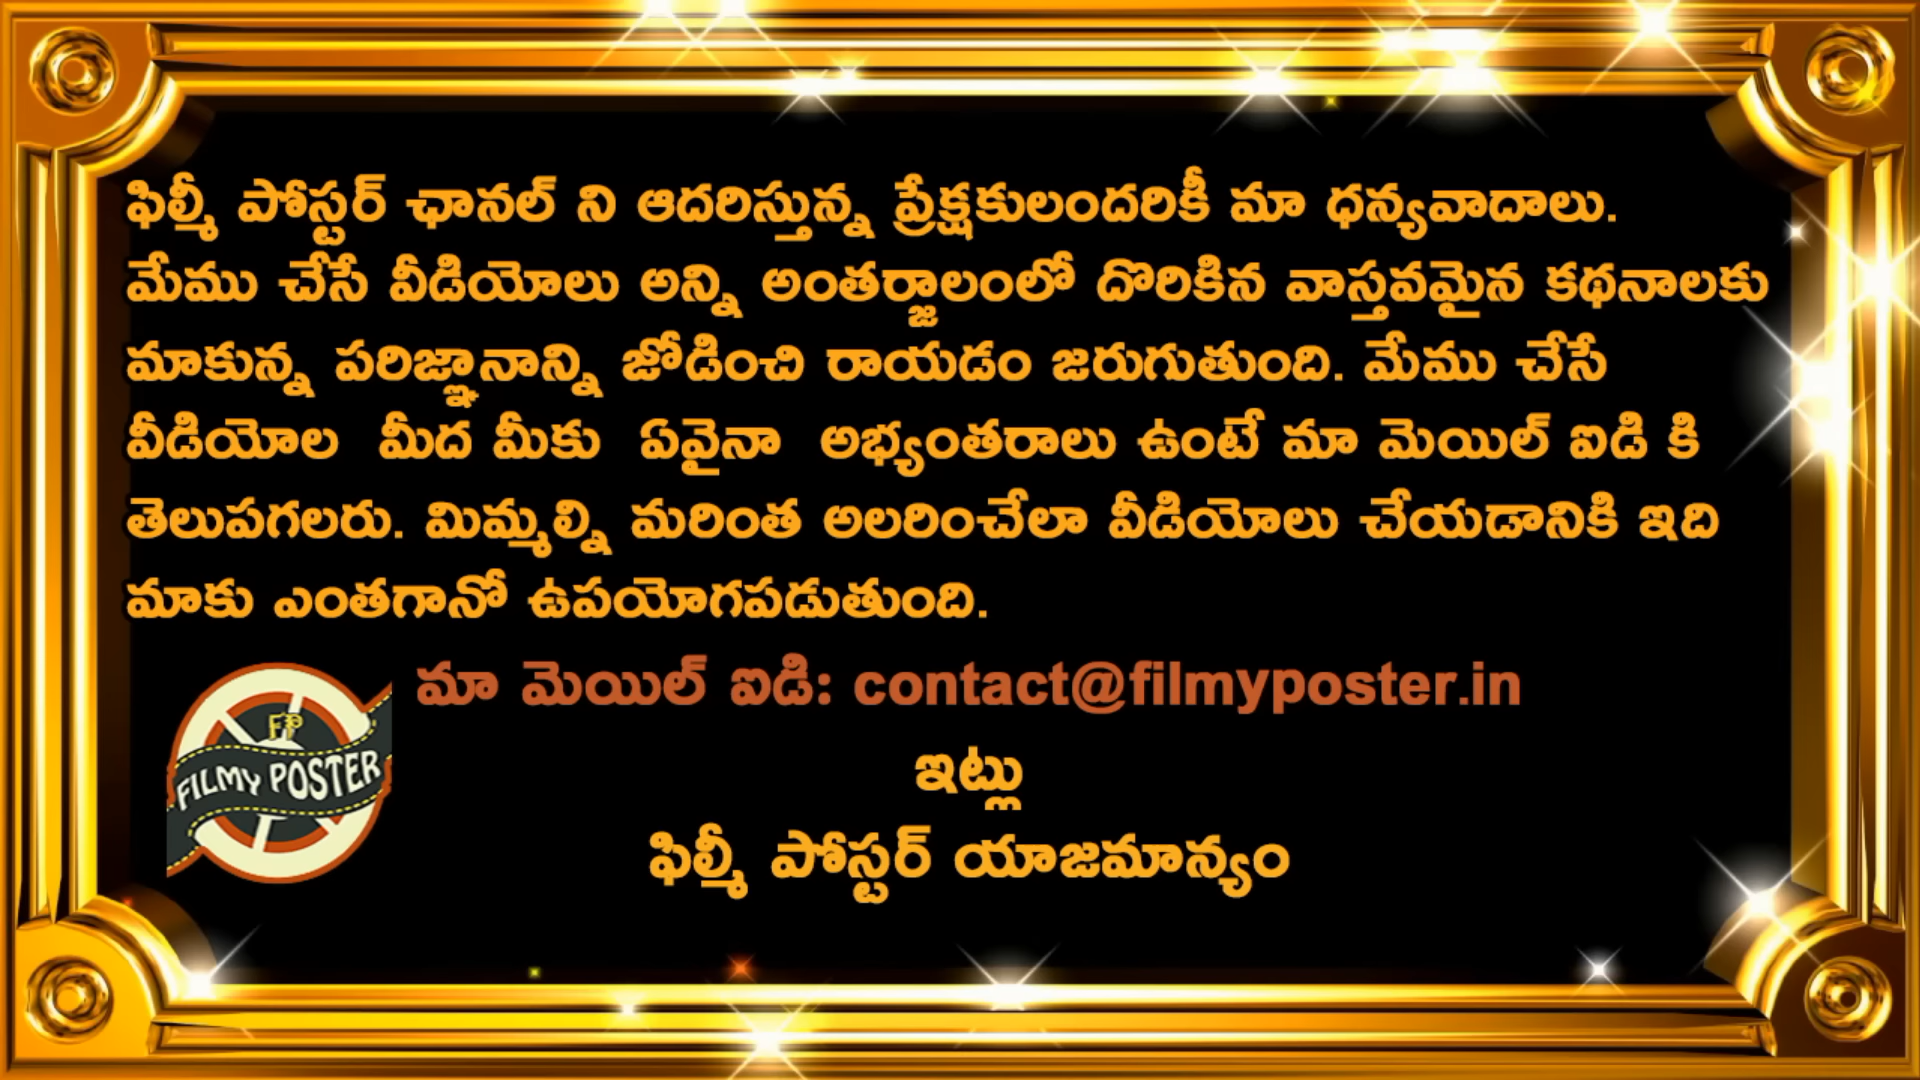 ఫిల్మీ పోస్టర్ ఛానల్ ని ఆదరిస్తున్న ప్రేక్షకులందరికీ మా ధన్యవాదాలు.
మేము చేసే వీడియోలు అన్ని అంతర్జాలంలో దొరికిన వాస్తవమైన కథనాలకు
మాకున్న పరిజ్ఞానాన్ని జోడించి రాయడం జరుగుతుంది. మేము చేసే
వీడియోల మీద మీకు ఏవైనా అభ్యంతరాలు ఉంటే మా మెయిల్ ఐడి కి
తెలుపగలరు. మిమ్మల్ని మరింత అలరించేలా వీడియోలు చేయడానికి ఇది
మాకు ఎంతగానో ఉపయోగపడుతుంది.
మా మెయిల్ ఐడి: contact@filmyposter.in
FP
FILMY POSTER
ఇట్లు
ఫిల్మీ పోస్టర్ యాజమాన్యం